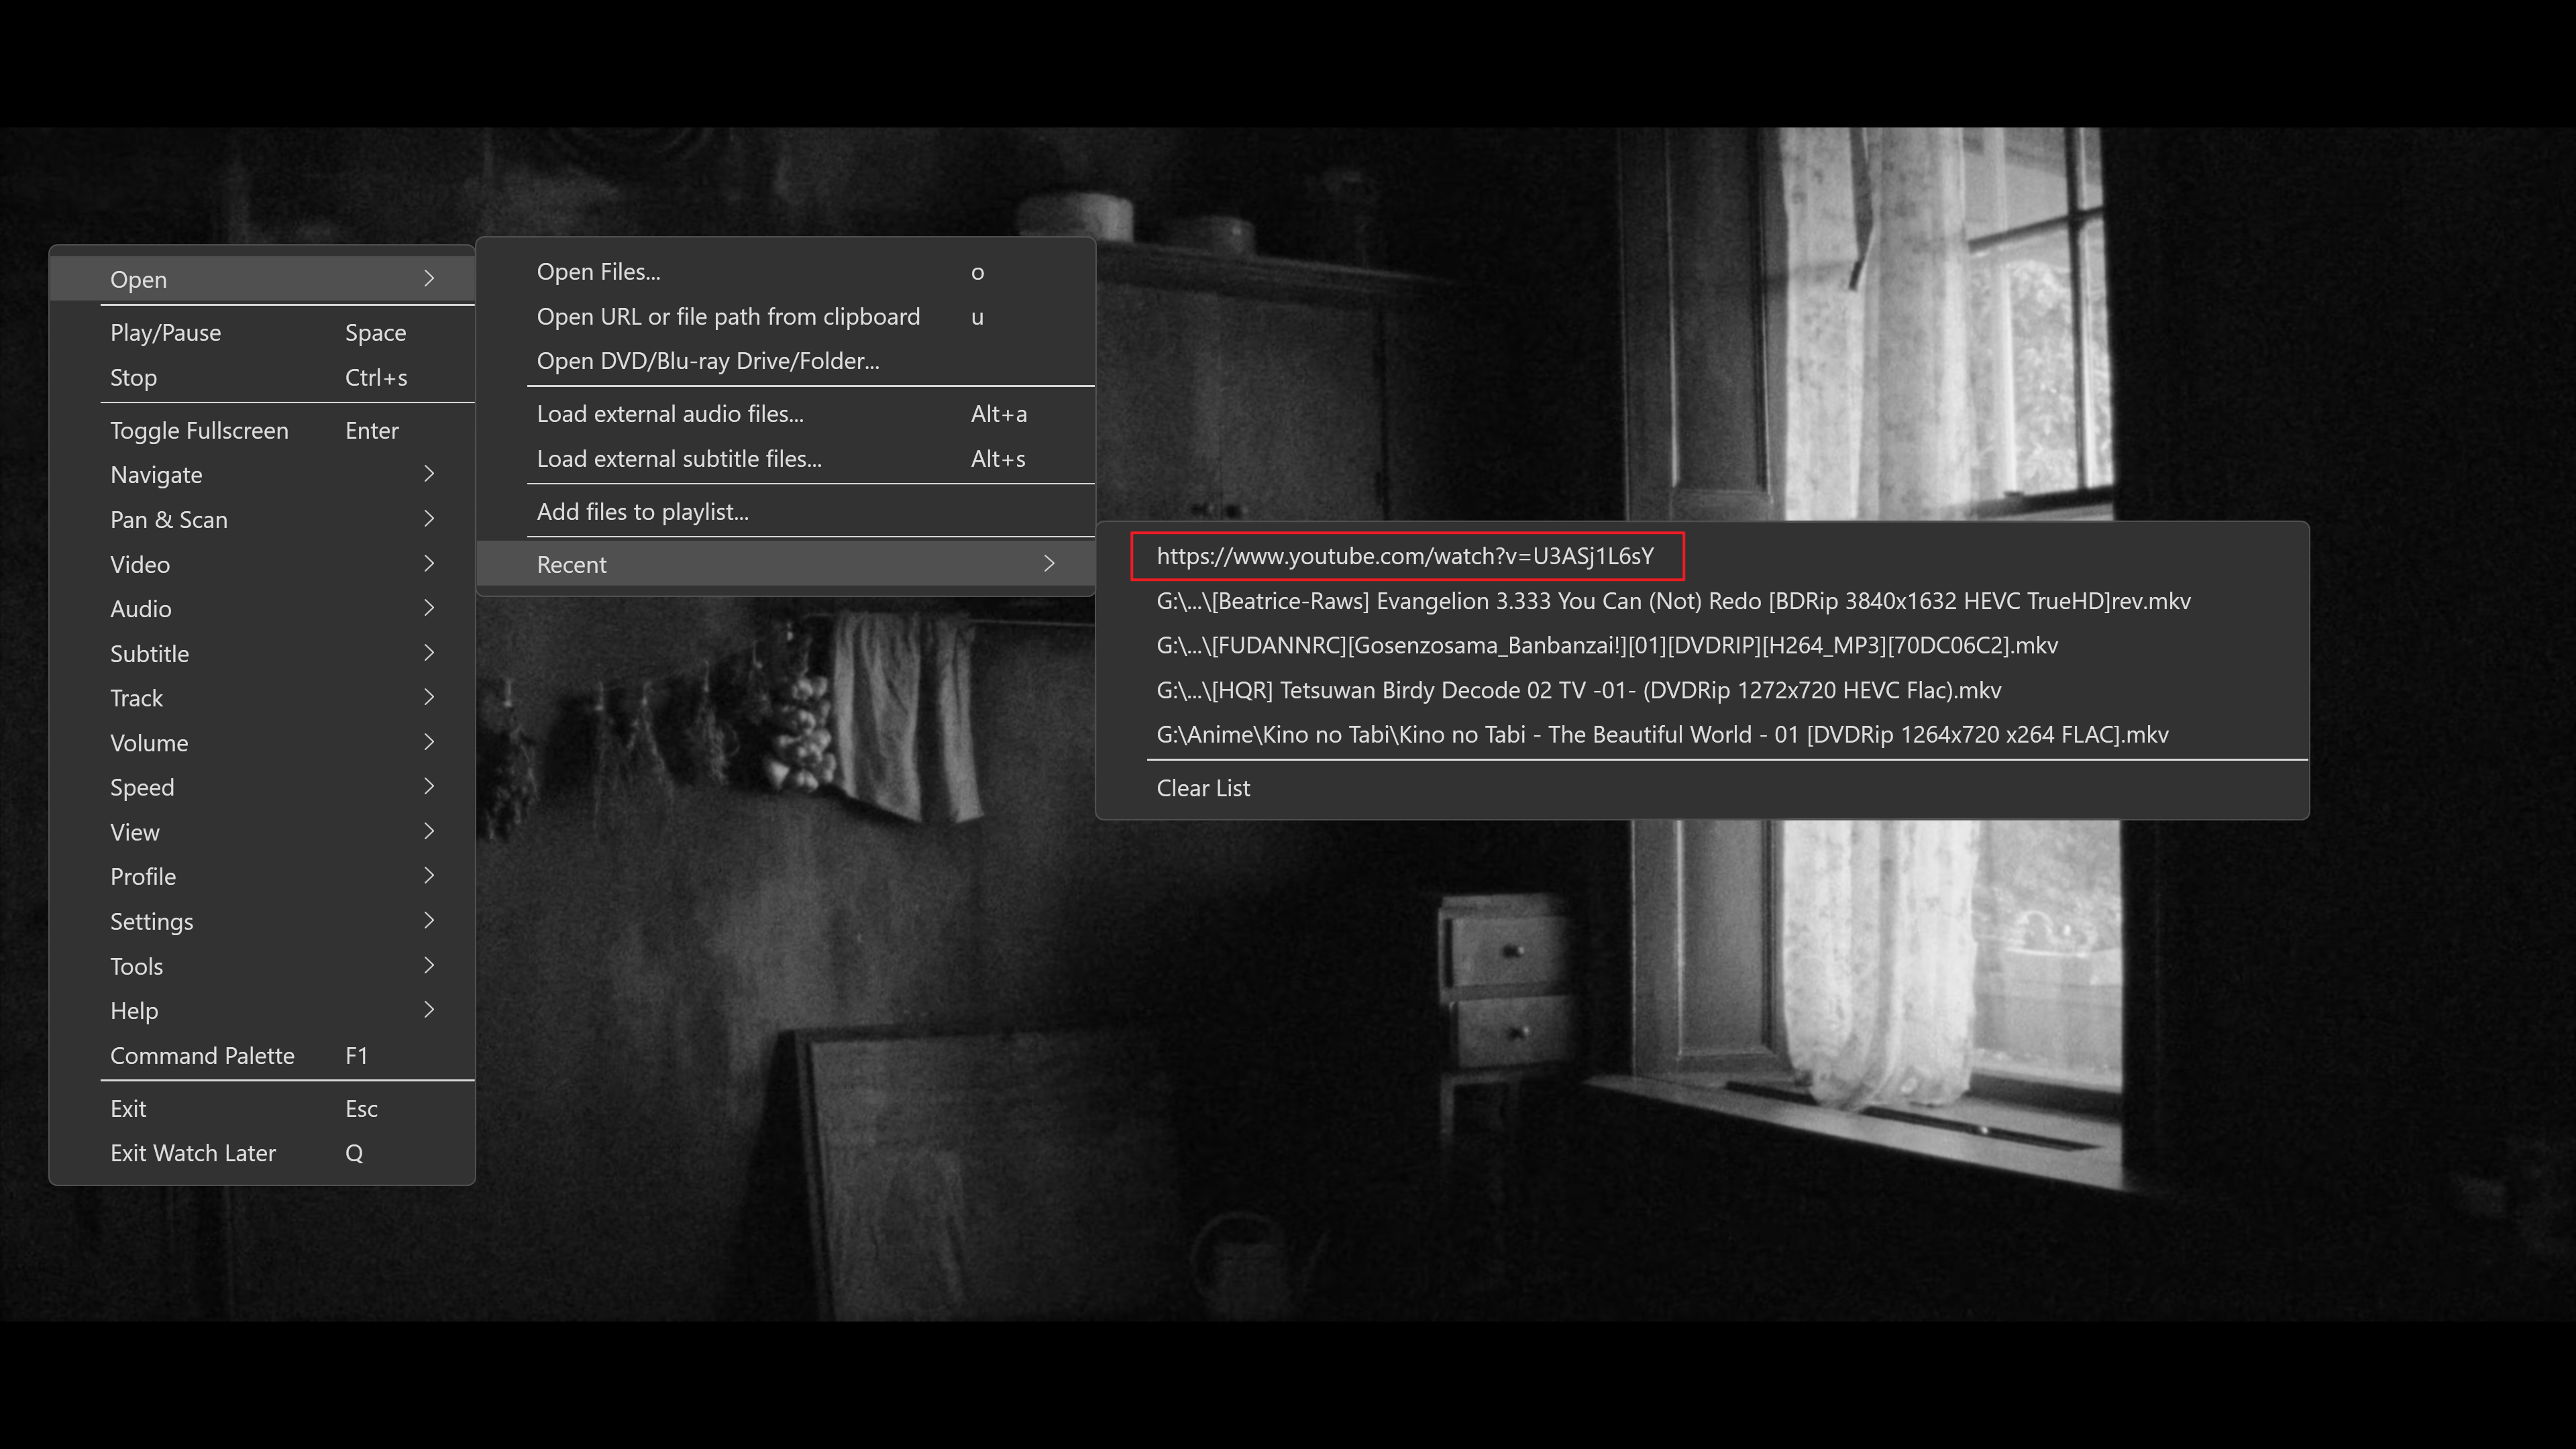 Open
Play/Pause Space
Stop Ctrl+s
Toggle Fullscreen Enter
Navigate
Pan & Scan
Video
Audio
Subtitle
Track
Volume
Speed
View
Profile
Settings
Tools
Help
Command Palette F1
Exit Esc
Exit Watch Later Q
Open Files... o
Open URL or file path from clipboard u
Open DVD/Blu-ray Drive/Folder...
Load external audio files... Alt+a
Load external subtitle files... Alt+s
Add files to playlist...
Recent
https://www.youtube.com/watch?v=U3ASj1L6sY
G:\...\[Beatrice-Raws] Evangelion 3.333 You Can (Not) Redo [BDRip 3840x1632 HEVC TrueHD]rev.mkv
G:\...\[FUDANNRC][Gosenzosama_Banbanzai!][01][DVDRIP][H264_MP3][70DC06C2].mkv
G:\...\[HQR] Tetsuwan Birdy Decode 02 TV -01- (DVDRip 1272x720 HEVC Flac).mkv
G:\Anime\Kino no Tabi\Kino no Tabi - The Beautiful World - 01 [DVDRip 1264x720 x264 FLAC].mkv
Clear List